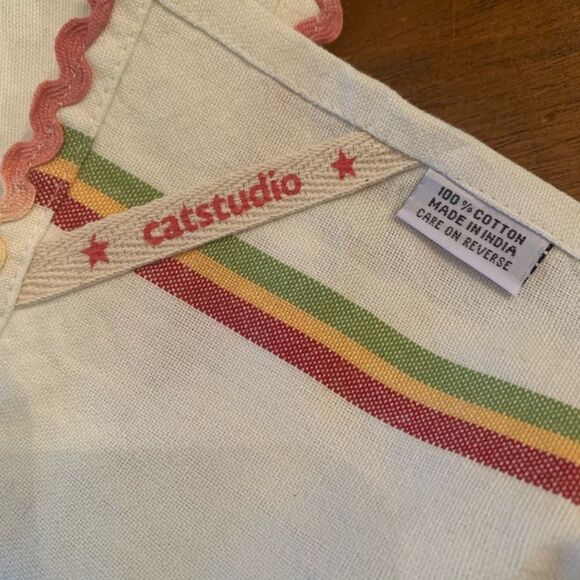 catstudio
100% COTTON
MADE IN INDIA
CARE ON REVERSE